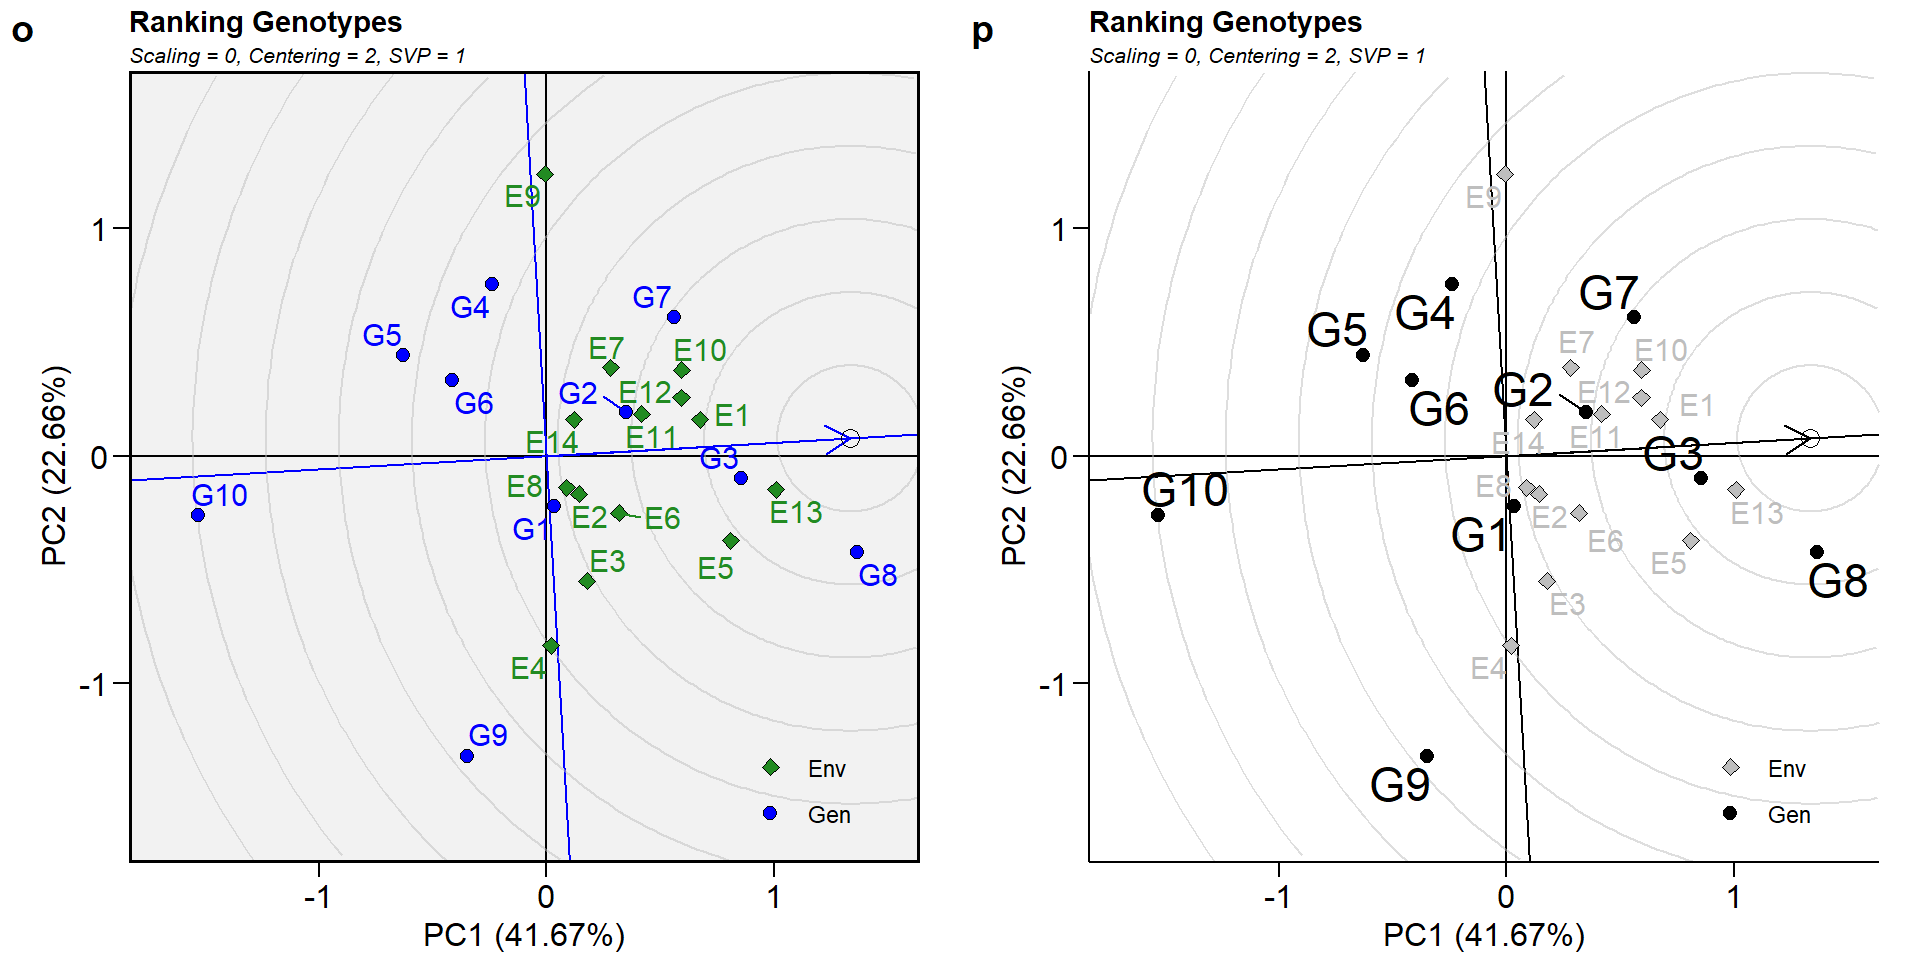 o
Ranking Genotypes
Scaling = 0, Centering = 2, SVP = 1
PC2 (22.66%)
1
0
-1
E9
G4
G7
G5
E7
E10
G6
G2
E12
E1
E14
E11
G3
G10
E8
G1
E2
E6
E13
E3
E5
G8
E4
G9
Env
Gen
-1
0
1
PC1 (41.67%)
p
Ranking Genotypes
Scaling = 0, Centering = 2, SVP = 1
PC2 (22.66%)
1
0
-1
E9
G4
G7
G5
E7
E10
G6
G2
E12
E1
E14
E11
G3
G10
E8
G1
E2
E6
E13
E5
G8
E3
E4
G9
Env
Gen
-1
0
1
PC1 (41.67%)